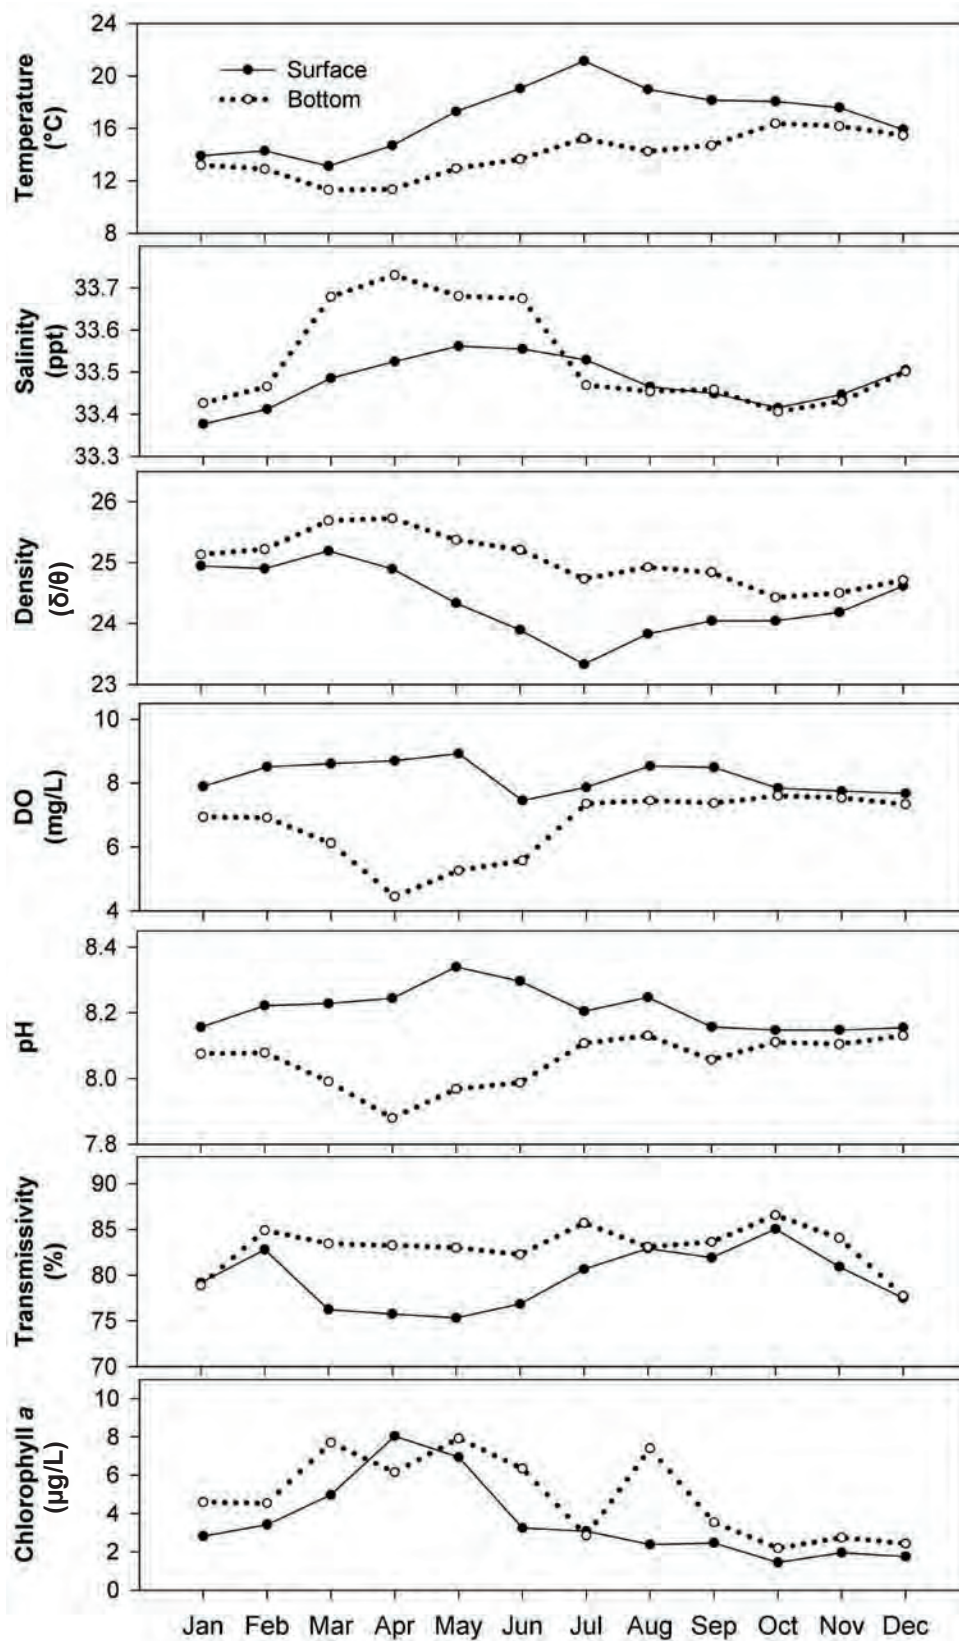 Temperature
(°C)
24
20
16
12
8
Surface
Bottom
Salinity
(ppt)
33.7
33.6
33.5
33.4
33.3
Density
(δ/θ)
26
25
24
23
DO
(mg/L)
10
8
6
4
pH
8.4
8.2
8.0
7.8
Transmissivity
(%)
90
85
80
75
70
Chlorophyll a
(µg/L)
10
8
6
4
2
0
Jan Feb Mar Apr May Jun Jul Aug Sep Oct Nov Dec